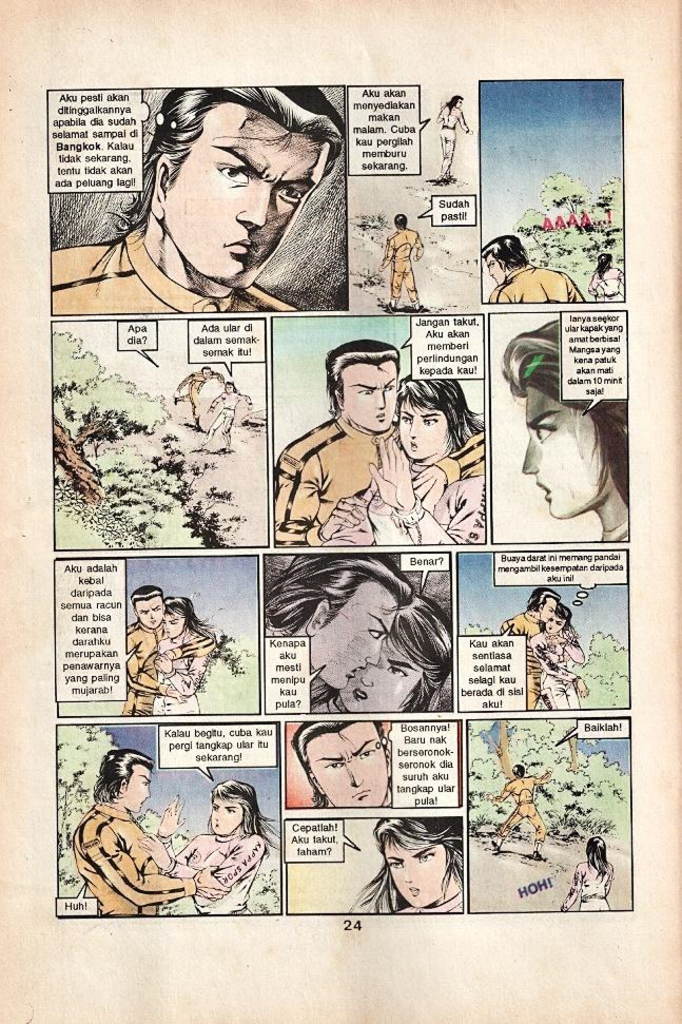 Aku pesti akan
ditinggalkannya
apabila dia sudah
selamat sampai di
Bangkok. Kalau
tidak sekarang,
tentu tidak akan
ada peluang lagi!
Aku akan
menyediakan
makan
malam. Cuba
kau pergilah
memburu
sekarang.
Sudah
pasti!
AAAA...!
Apa
dia?
Ada ular di
dalam semak-
semak itu!
Jangan takut,
Aku akan
memberi
perlindungan
kepada kau!
Ianya seekor
ular kapak yang
amat berbisa!
Mangsa yang
kena patuk
akan mati
dalam 10 minit
saja!
Aku adalah
kebal
daripada
semua racun
dan bisa
kerana
darahku
merupakan
penawarnya
yang paling
mujarab!
Benar?
Kenapa
aku
mesti
menipu
kau
pula?
Buaya darat ini memang pandai
mengambil kesempatan daripada
aku ini!
Kau akan
sentiasa
selamat
selagi kau
berada di sisi
aku!
Kalau begitu, cuba kau
pergi tangkap ular itu
sekarang!
KAPPA SPOR
Huh!
Bosannya!
Baru nak
berseronok-
seronok dia
suruh aku
tangkap ular
pula!
Cepatlah!
Aku takut,
faham?
Baiklah!
HOH!
24